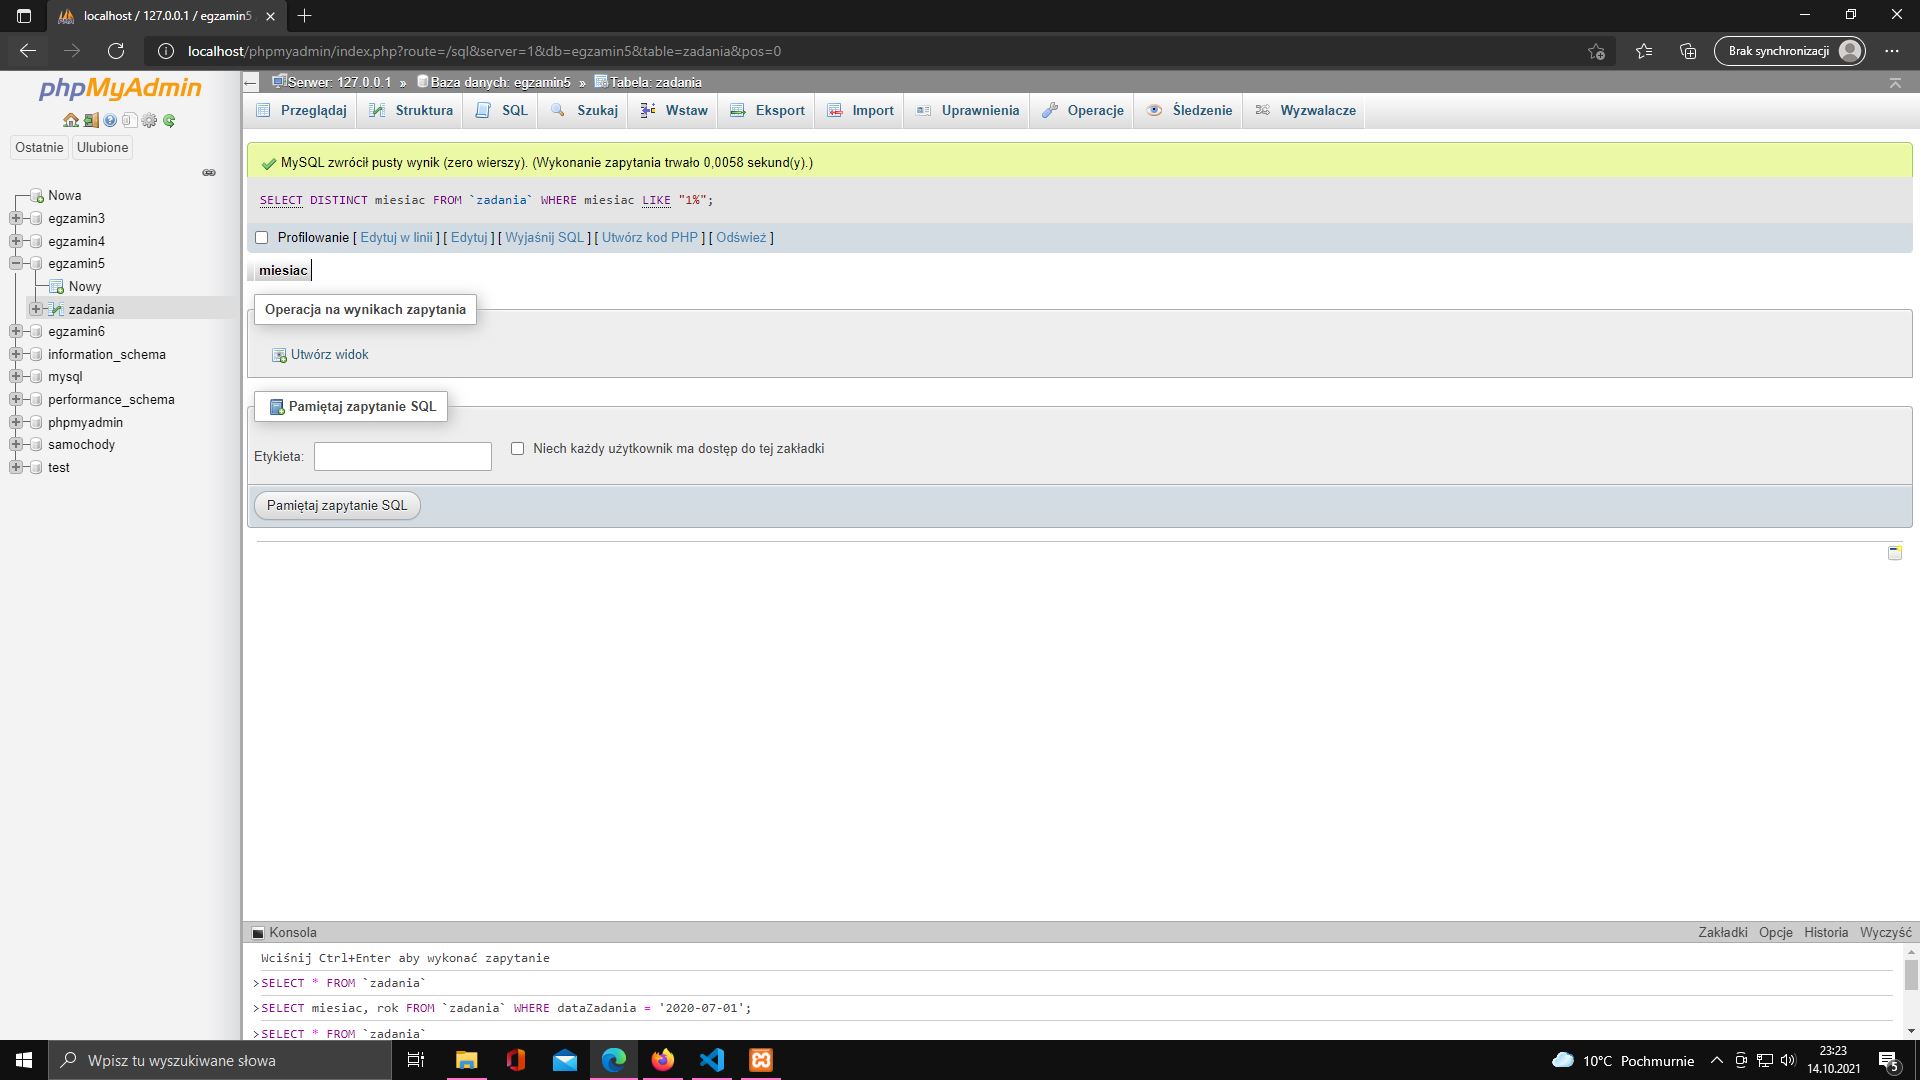 localhost / 127.0.0.1 / egzamin5
localhost/phpmyadmin/index.php?route=/sql&server=1&db=egzamin5&table=zadania&pos=0
Brak synchronizacji
phpMyAdmin
Ostatnie
Ulubione
Nowa
egzamin3
egzamin4
egzamin5
Nowy
zadania
egzamin6
information_schema
mysql
performance_schema
phpmyadmin
samochody
test
Serwer: 127.0.0.1 » Baza danych: egzamin5 » Tabela: zadania
Przeglądaj Struktura SQL Szukaj Wstaw Eksport Import Uprawnienia Operacje Śledzenie Wyzwalacze
MySQL zwrócił pusty wynik (zero wierszy). (Wykonanie zapytania trwało 0,0058 sekund(y).)
SELECT DISTINCT miesiac FROM `zadania` WHERE miesiac LIKE "1%";
Profilowanie [ Edytuj w linii ] [ Edytuj ] [ Wyjaśnij SQL ] [ Utwórz kod PHP ] [ Odśwież ]
miesiac
Operacja na wynikach zapytania
Utwórz widok
Pamiętaj zapytanie SQL
Etykieta:
Niech każdy użytkownik ma dostęp do tej zakładki
Pamiętaj zapytanie SQL
Konsola
Zakładki Opcje Historia Wyczyść
Wciśnij Ctrl+Enter aby wykonać zapytanie
>SELECT * FROM `zadania`
>SELECT miesiac, rok FROM `zadania` WHERE dataZadania = '2020-07-01';
>SELECT * FROM `zadania`
Wpisz tu wyszukiwane słowa
10°C Pochmurnie
23:23
14.10.2021
5